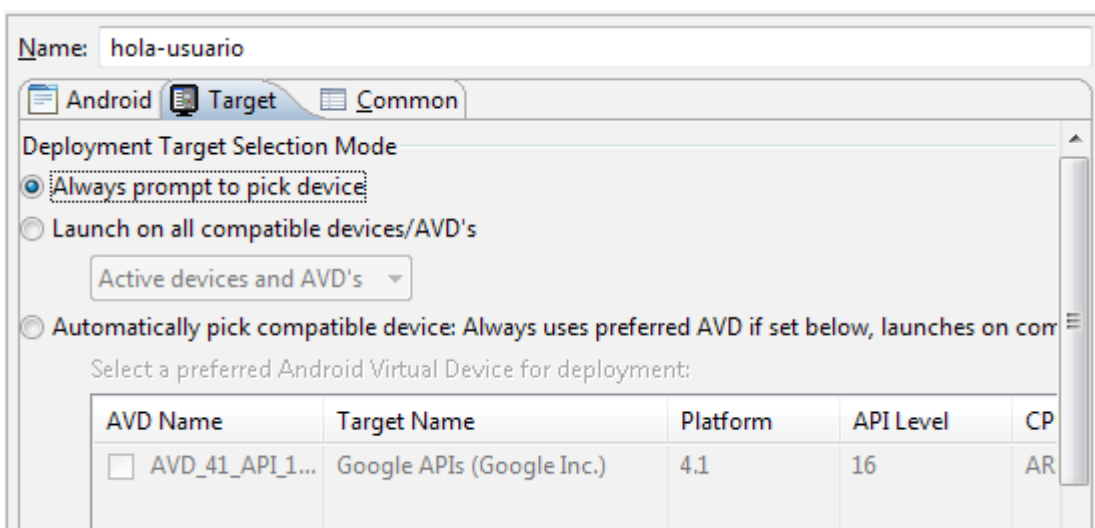 Name: hola-usuario
Android Target Common
Deployment Target Selection Mode
Always prompt to pick device
Launch on all compatible devices/AVD's
Active devices and AVD's
Automatically pick compatible device: Always uses preferred AVD if set below, launches on com
Select a preferred Android Virtual Device for deployment:
AVD Name Target Name Platform API Level CP
AVD_41_API_1... Google APIs (Google Inc.) 4.1 16 AR